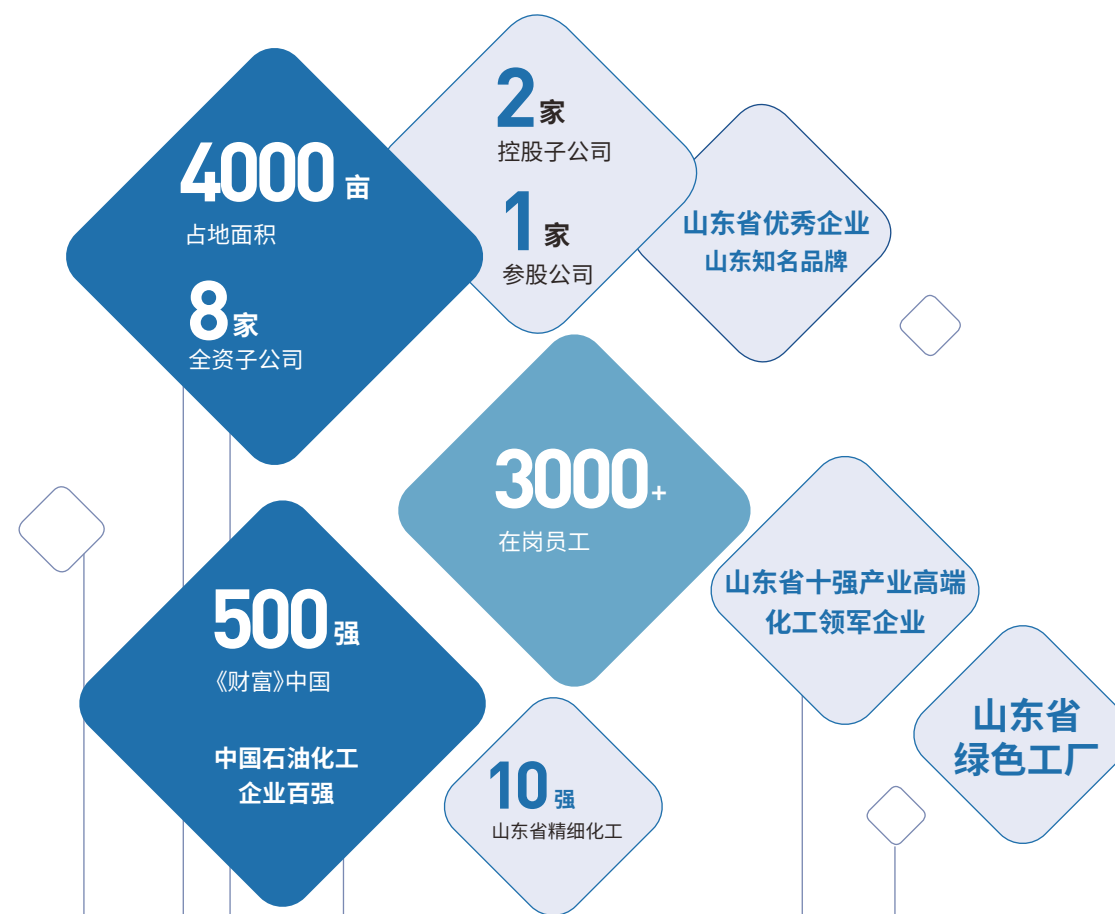 4000亩
占地面积
8家
全资子公司
2家
控股子公司
1家
参股公司
山东省优秀企业
山东知名品牌
3000+
在岗员工
500强
《财富》中国
中国石油化工
企业百强
10强
山东省精细化工
山东省十强产业高端
化工领军企业
山东省
绿色工厂